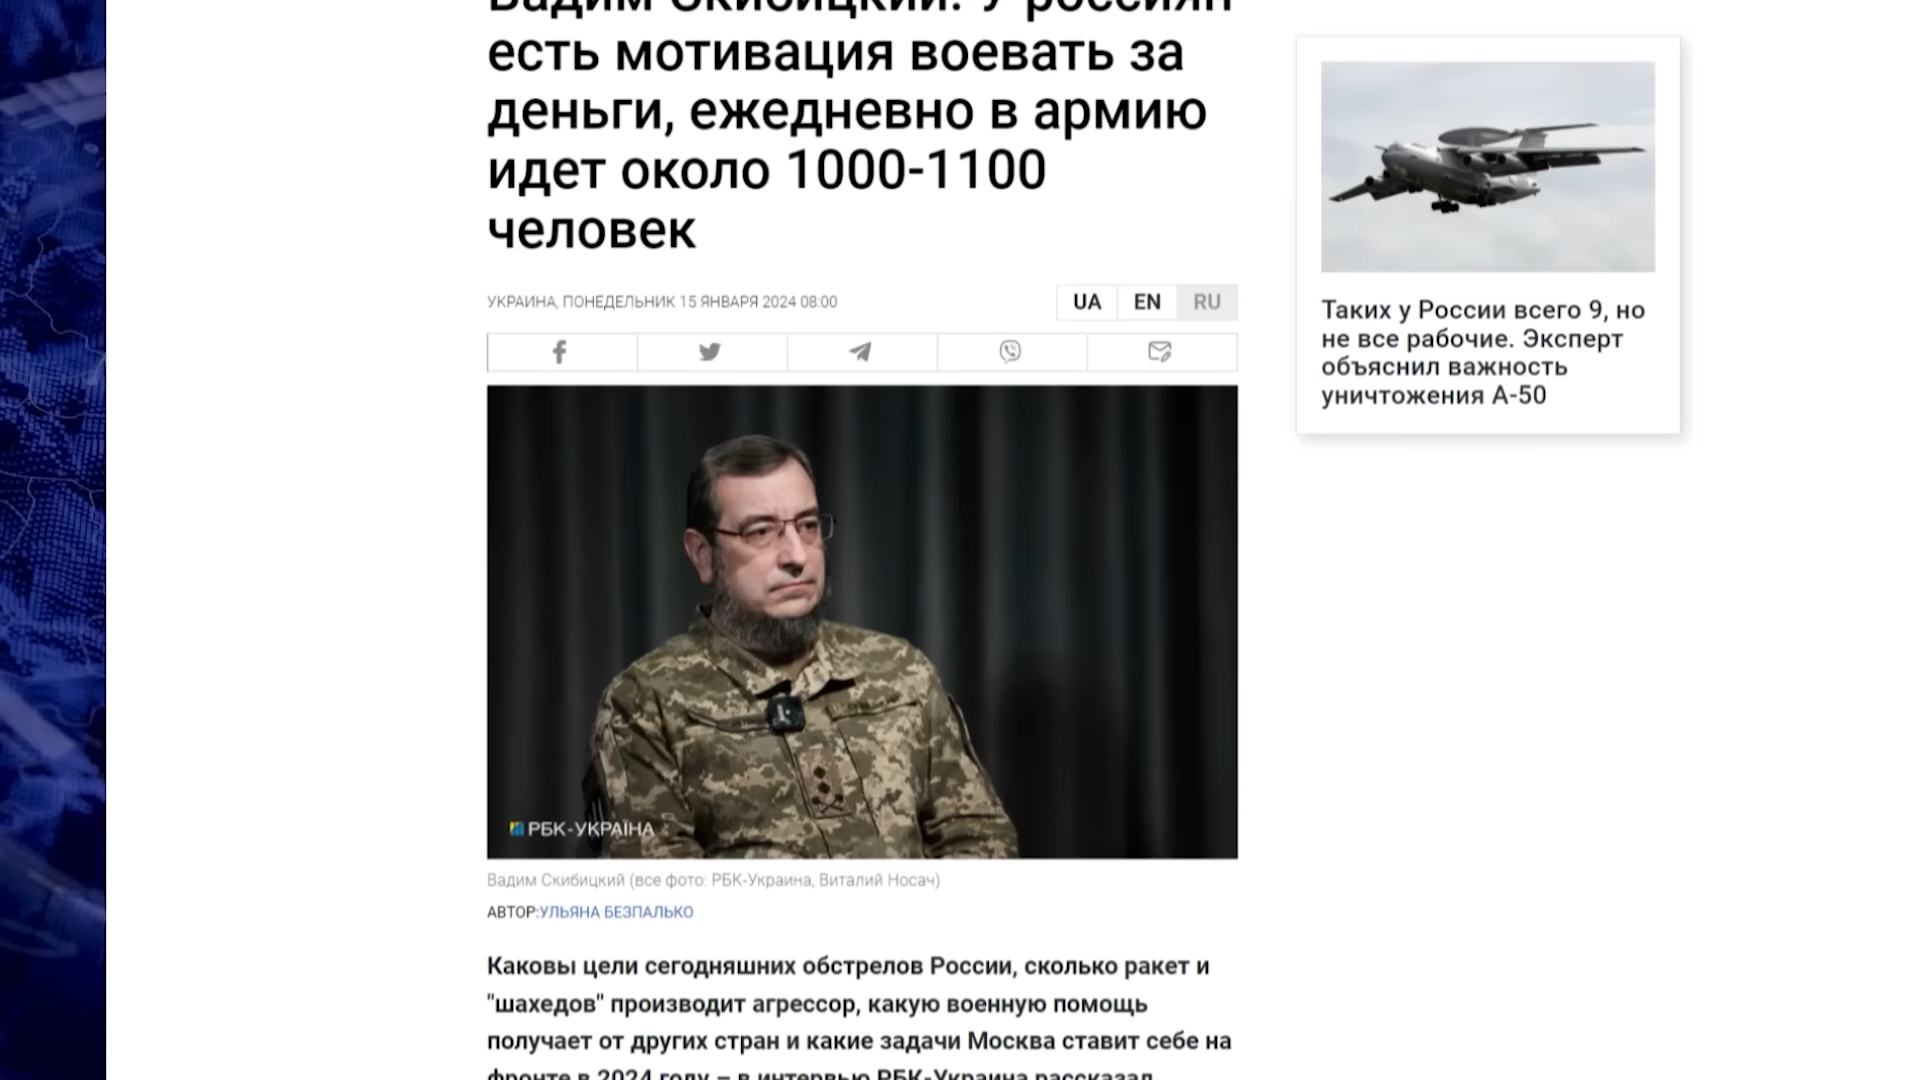 Вадим Скибицкий: У россиян
есть мотивация воевать за
деньги, ежедневно в армию
идет около 1000-1100
человек
УКРАИНА, ПОНЕДЕЛЬНИК 15 ЯНВАРЯ 2024 08:00
UA EN RU
РБК-УКРАЇНА
Вадим Скибицкий (все фото: РБК-Украина, Виталий Носач)
АВТОР:УЛЬЯНА БЕЗПАЛЬКО
Каковы цели сегодняшних обстрелов России, сколько ракет и
"шахедов" производит агрессор, какую военную помощь
получает от других стран и какие задачи Москва ставит себе на
фронте в 2024 году – в интервью РБК-Украина рассказал
Таких у России всего 9, но
не все рабочие. Эксперт
объяснил важность
уничтожения А-50